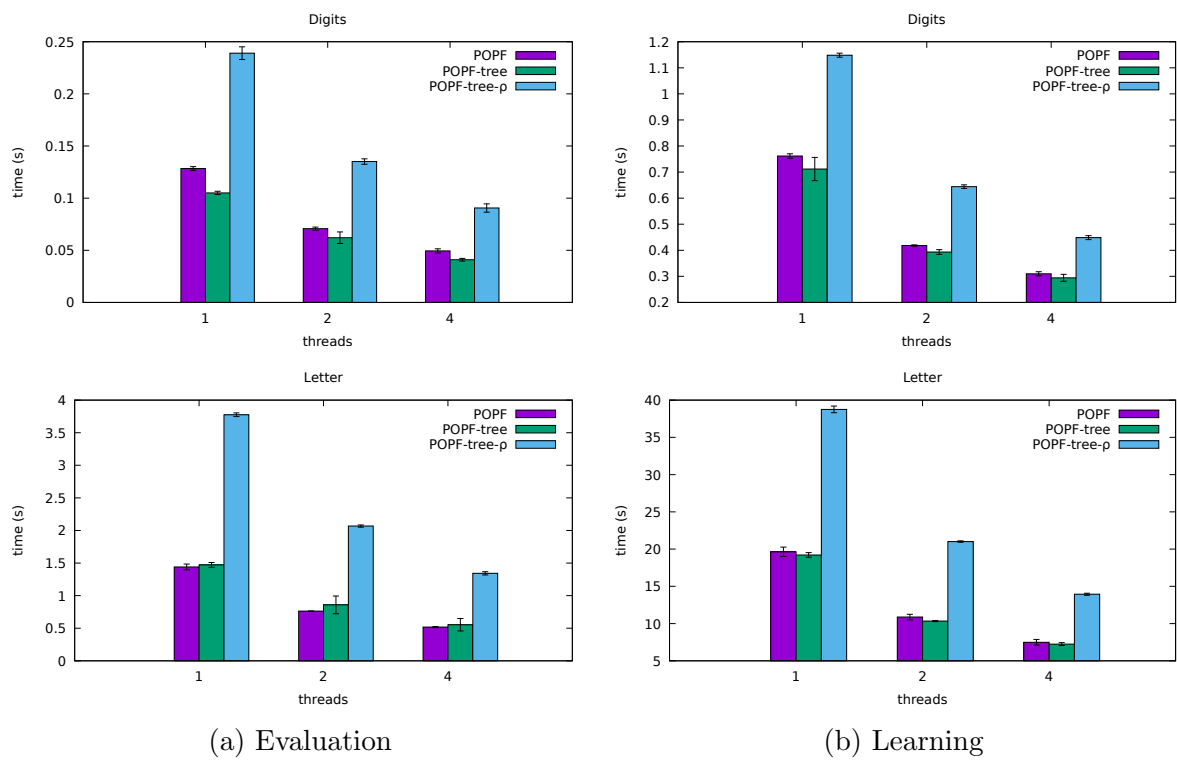 Digits
0.25
0.2
0.15
0.1
0.05
0
time (s)
POPF
POPF-tree
POPF-tree-ρ
1 2 4
threads
Digits
1.2
1.1
1
0.9
0.8
0.7
0.6
0.5
0.4
0.3
0.2
time (s)
POPF
POPF-tree
POPF-tree-ρ
1 2 4
threads
Letter
4
3.5
3
2.5
2
1.5
1
0.5
0
time (s)
POPF
POPF-tree
POPF-tree-ρ
1 2 4
threads
Letter
40
35
30
25
20
15
10
5
time (s)
POPF
POPF-tree
POPF-tree-ρ
1 2 4
threads
(a) Evaluation
(b) Learning